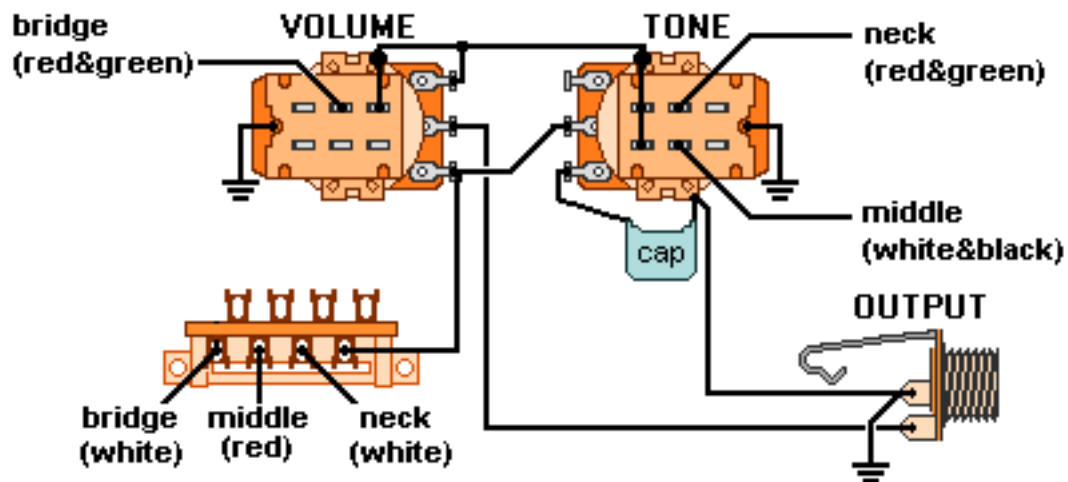 bridge
(red&green)
VOLUME
TONE
neck
(red&green)
middle
(white&black)
cap
OUTPUT
bridge
(white)
middle
(red)
neck
(white)